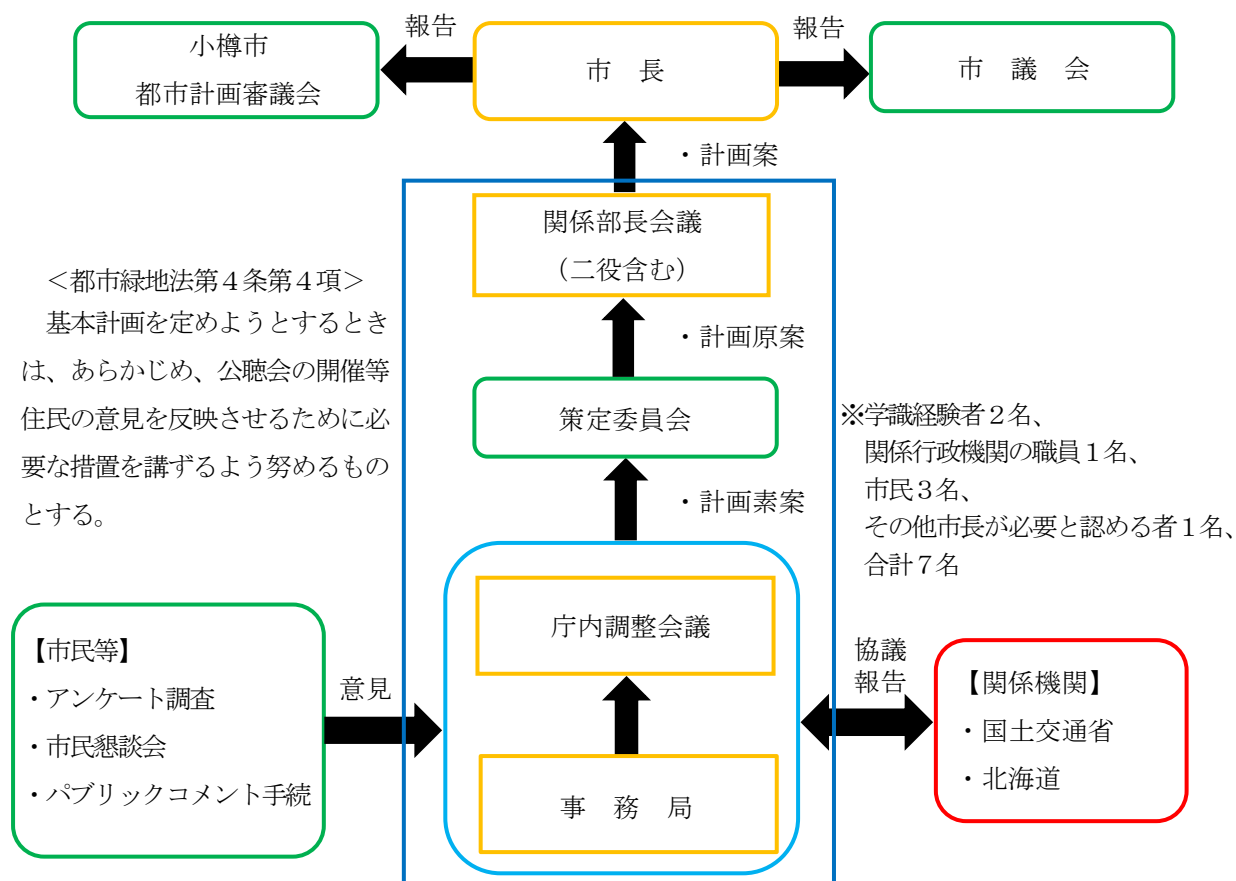 報告
報告
小樽市
都市計画審議会
市　長
市　議　会
・計画案
関係部長会議
（二役含む）
＜都市緑地法第４条第４項＞
基本計画を定めようとするとき
は、あらかじめ、公聴会の開催等
住民の意見を反映させるために必
要な措置を講ずるよう努めるもの
とする。
・計画原案
策定委員会
※学識経験者２名、
関係行政機関の職員１名、
市民３名、
その他市長が必要と認める者１名、
合計７名
・計画素案
庁内調整会議
【市民等】
・アンケート調査
・市民懇談会
・パブリックコメント手続
意見
協議
報告
【関係機関】
・国土交通省
・北海道
事　務　局